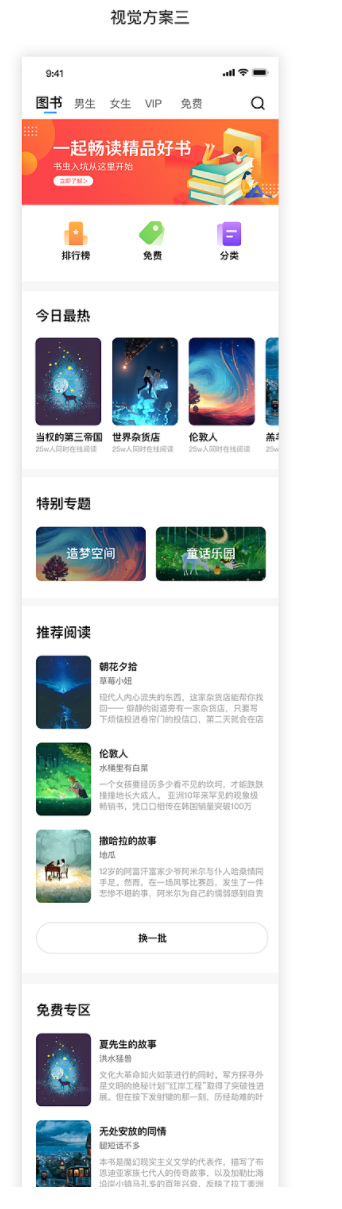 视觉方案三
9:41
图书 男生 女生 VIP 免费
一起畅读精品好书
书虫入坑从这里开始
立即了解>
排行榜 免费 分类
今日最热
当权的第三帝国 世界杂货店 伦敦人 羔羊
25w人同时在线阅读 25w人同时在线阅读 25w人同时在线阅读 25w
特别专题
造梦空间 童话乐园
推荐阅读
朝花夕拾
草莓小妞
现代人内心流失的东西，这家杂货店能帮你找
回—— 僻静的街道旁有一家杂货店，只要写
下烦恼投进卷帘门的投信口，第二天就会在店
伦敦人
水桶里有白菜
一个女孩要经历多少看不见的坎坷，才能跌跌
撞撞地长大成人。 亚洲10年来罕见的现象级
畅销书，凭口口相传在韩国销量突破100万
撒哈拉的故事
地瓜
12岁的阿富汗富家少爷阿米尔与仆人哈桑情同
手足。然而，在一场风筝比赛后，发生了一件
悲惨不堪的事，阿米尔为自己的懦弱感到自责
换一批
免费专区
夏先生的故事
洪水猛兽
文化大革命如火如荼进行的同时。军方探寻外
星文明的绝秘计划“红岸工程”取得了突破性进
展。但在按下发射键的那一刻，历经劫难的叶
无处安放的同情
腿短话不多
本书是魔幻现实主义文学的代表作，描写了布
恩迪亚家族七代人的传奇故事，以及加勒比海
沿岸小镇马孔多的百年兴衰，反映了拉丁美洲